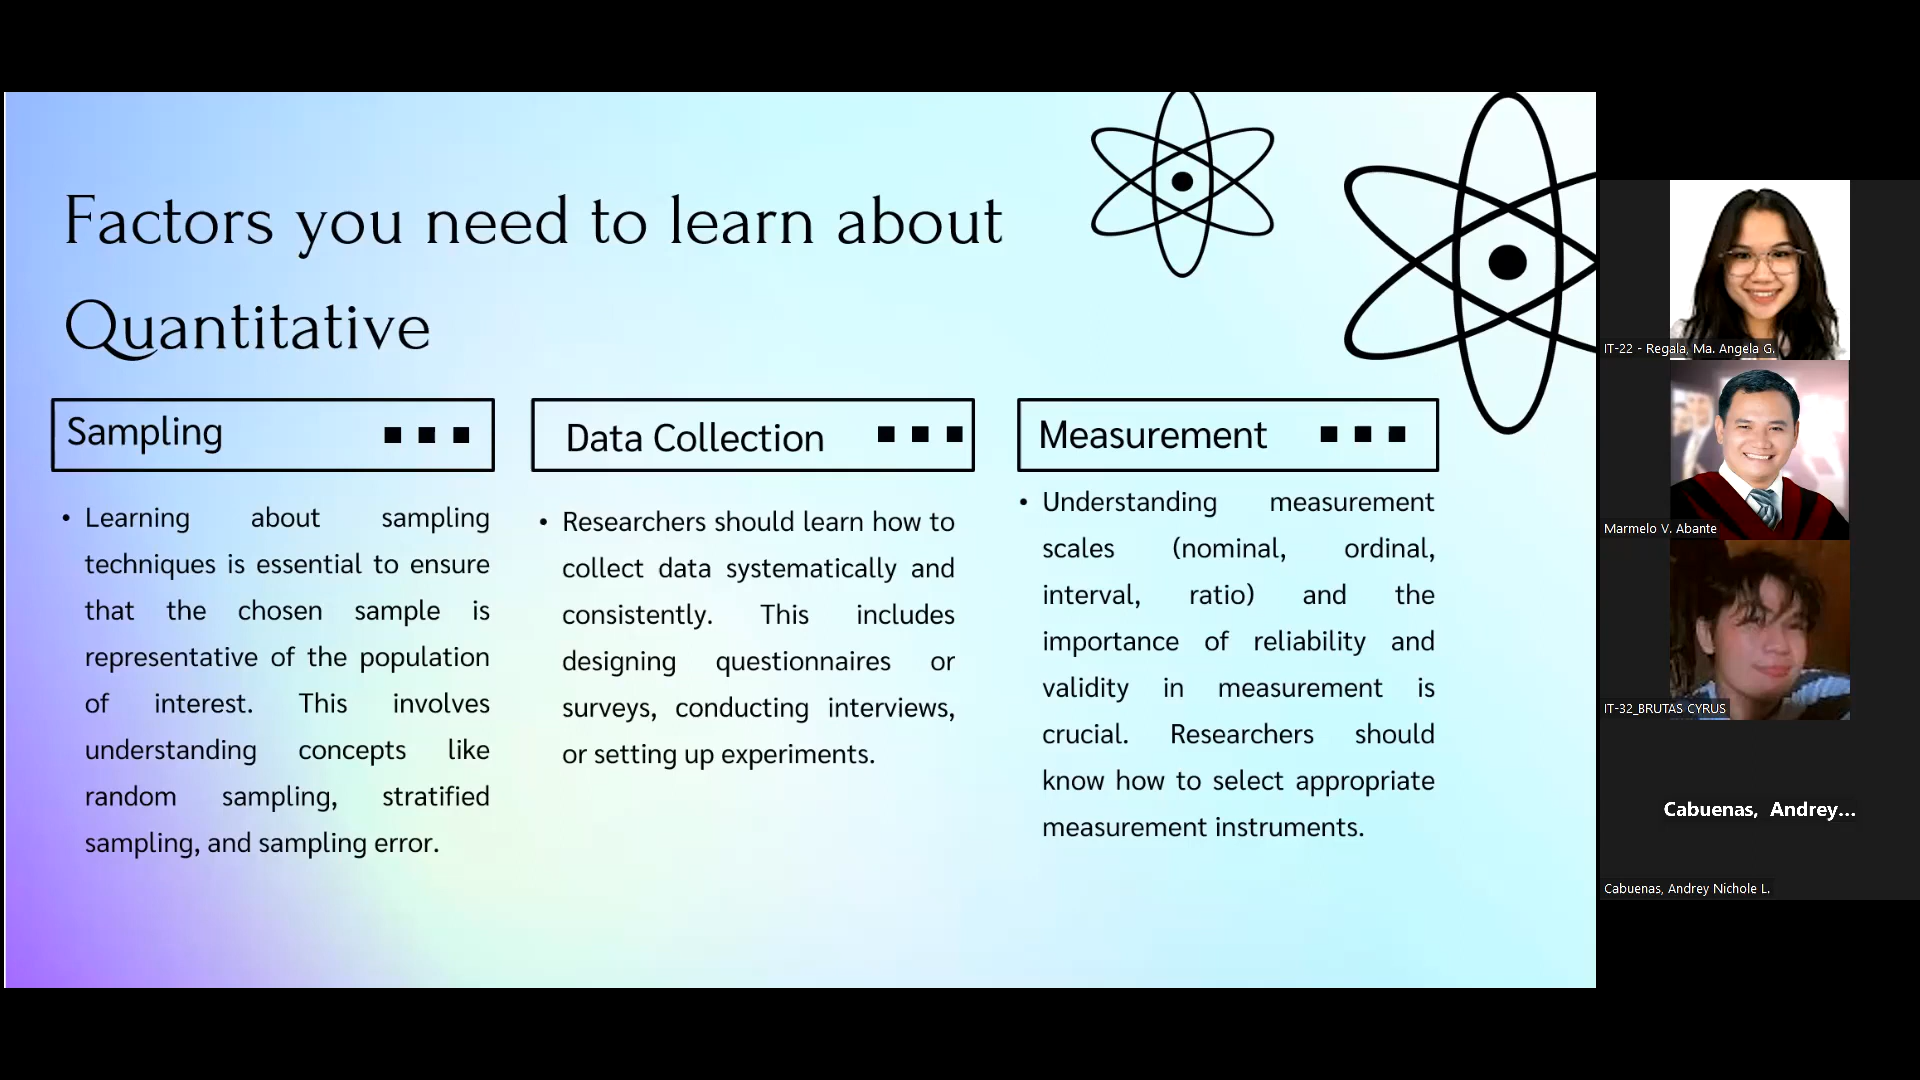 Factors you need to learn about
Quantitative
Sampling
• Learning about sampling
techniques is essential to ensure
that the chosen sample is
representative of the population
of interest. This involves
understanding concepts like
random sampling, stratified
sampling, and sampling error.
Data Collection
• Researchers should learn how to
collect data systematically and
consistently. This includes
designing questionnaires or
surveys, conducting interviews,
or setting up experiments.
Measurement
• Understanding measurement
scales (nominal, ordinal,
interval, ratio) and the
importance of reliability and
validity in measurement is
crucial. Researchers should
know how to select appropriate
measurement instruments.
IT-22 - Regala, Ma. Angela G.
Marmelo V. Abante
IT-32_BRUTAS CYRUS
Cabuenas, Andrey...
Cabuenas, Andrey Nichole L.